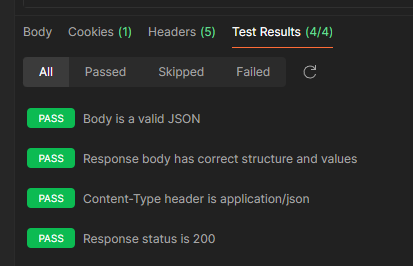 Body Cookies (1) Headers (5) Test Results (4/4)
All Passed Skipped Failed
PASS Body is a valid JSON
PASS Response body has correct structure and values
PASS Content-Type header is application/json
PASS Response status is 200